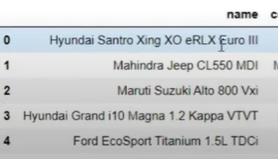 name
0 Hyundai Santro Xing XO eRLX Euro III
1 Mahindra Jeep CL550 MDI
2 Maruti Suzuki Alto 800 Vxi
3 Hyundai Grand i10 Magna 1.2 Kappa VTVT
4 Ford EcoSport Titanium 1.5L TDCi